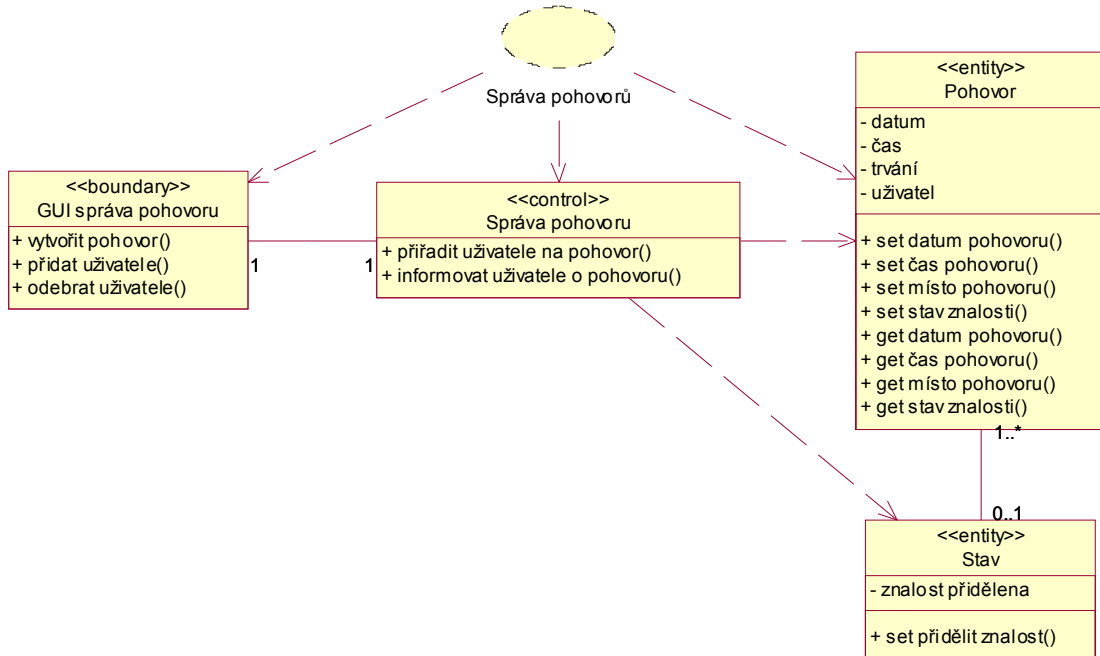 Správa pohovorů
<<entity>>
Pohovor
- datum
- čas
- trvání
- uživatel
+ set datum pohovoru()
+ set čas pohovoru()
+ set místo pohovoru()
+ set stav znalosti()
+ get datum pohovoru()
+ get čas pohovoru()
+ get místo pohovoru()
+ get stav znalosti()
<<boundary>>
GUI správa pohovoru
+ vytvořit pohovor()
+ přidat uživatele()
+ odebrat uživatele()
1
1
<<control>>
Správa pohovoru
+ přiřadit uživatele na pohovor()
+ informovat uživatele o pohovoru()
1..*
0..1
<<entity>>
Stav
- znalost přidělena
+ set přidělit znalost()